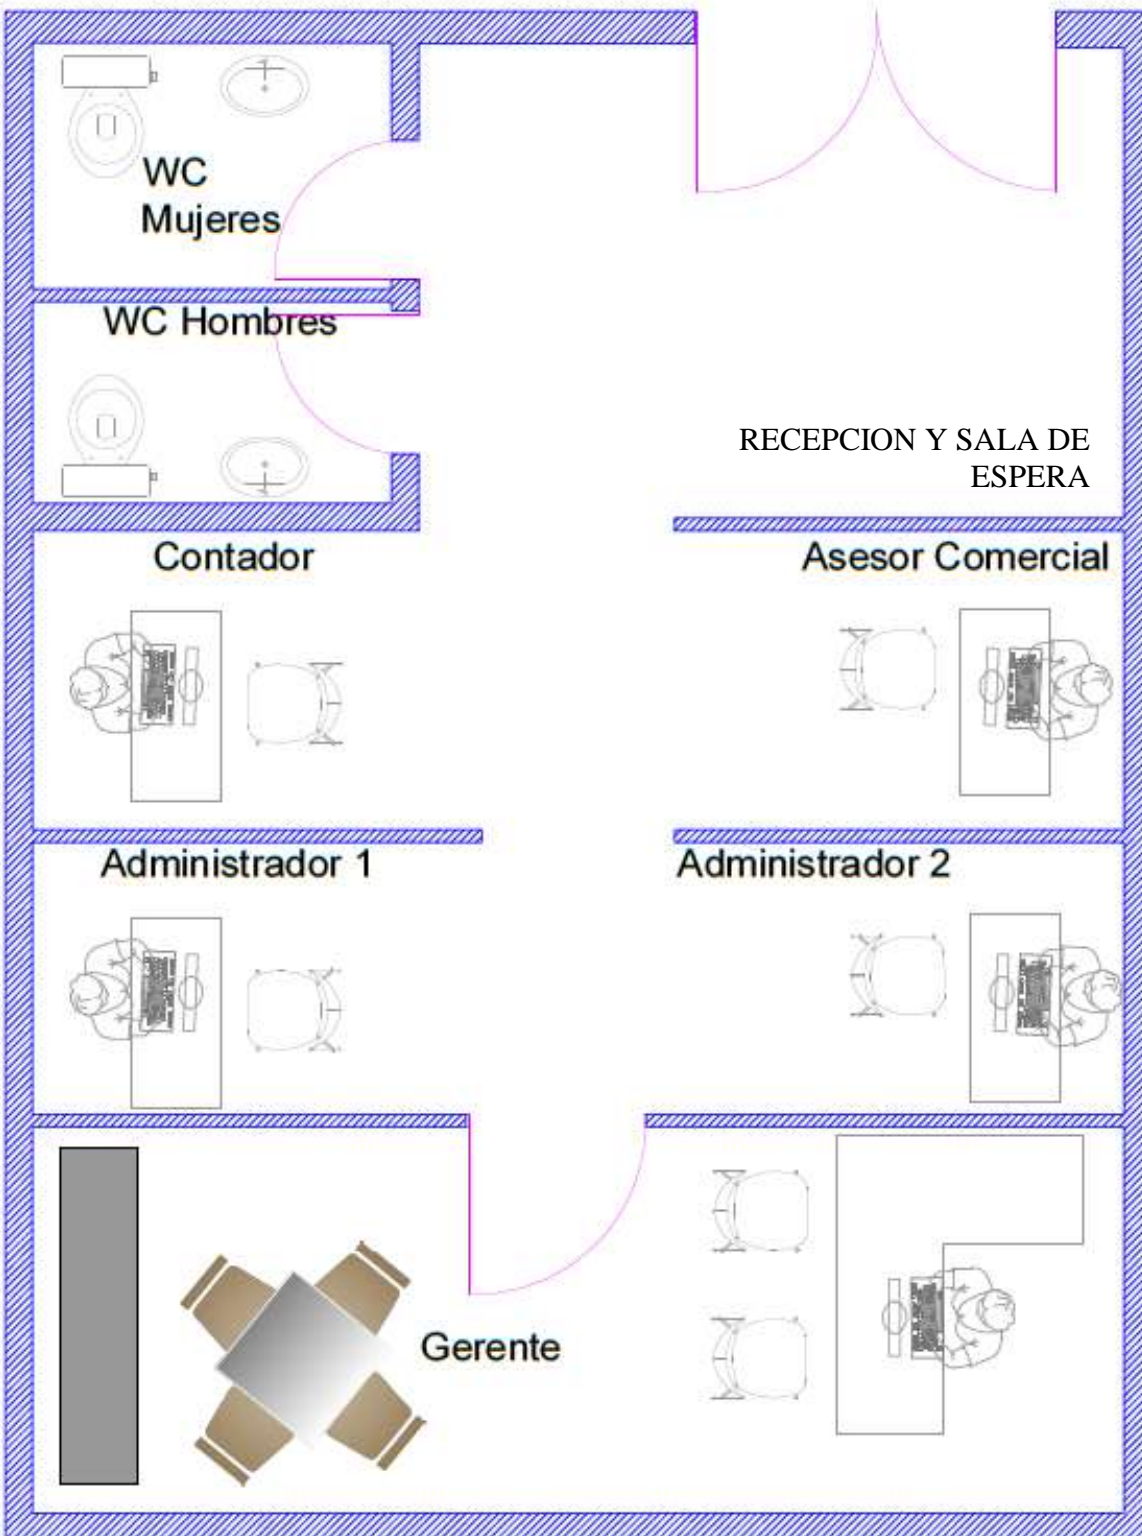 WC
Mujeres
WC Hombres
RECEPCION Y SALA DE
ESPERA
Contador
Asesor Comercial
Administrador 1
Administrador 2
Gerente